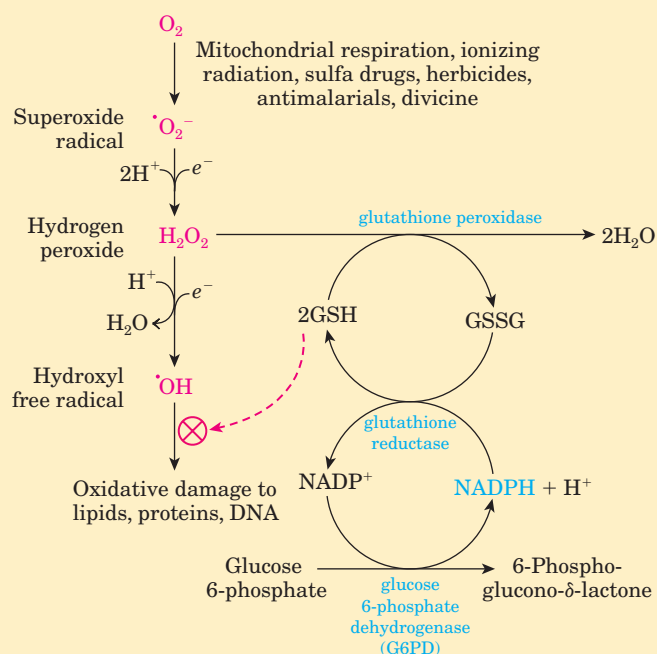 O₂
Mitochondrial respiration, ionizing
radiation, sulfa drugs, herbicides,
antimalarials, divicine
Superoxide
radical
•O₂⁻
2H⁺
e⁻
Hydrogen
peroxide
H₂O₂
glutathione peroxidase
2H₂O
H⁺
e⁻
H₂O
2GSH
GSSG
Hydroxyl
free radical
•OH
glutathione
reductase
Oxidative damage to
lipids, proteins, DNA
NADP⁺
NADPH + H⁺
Glucose
6-phosphate
glucose
6-phosphate
dehydrogenase
(G6PD)
6-Phospho-
glucono-δ-lactone